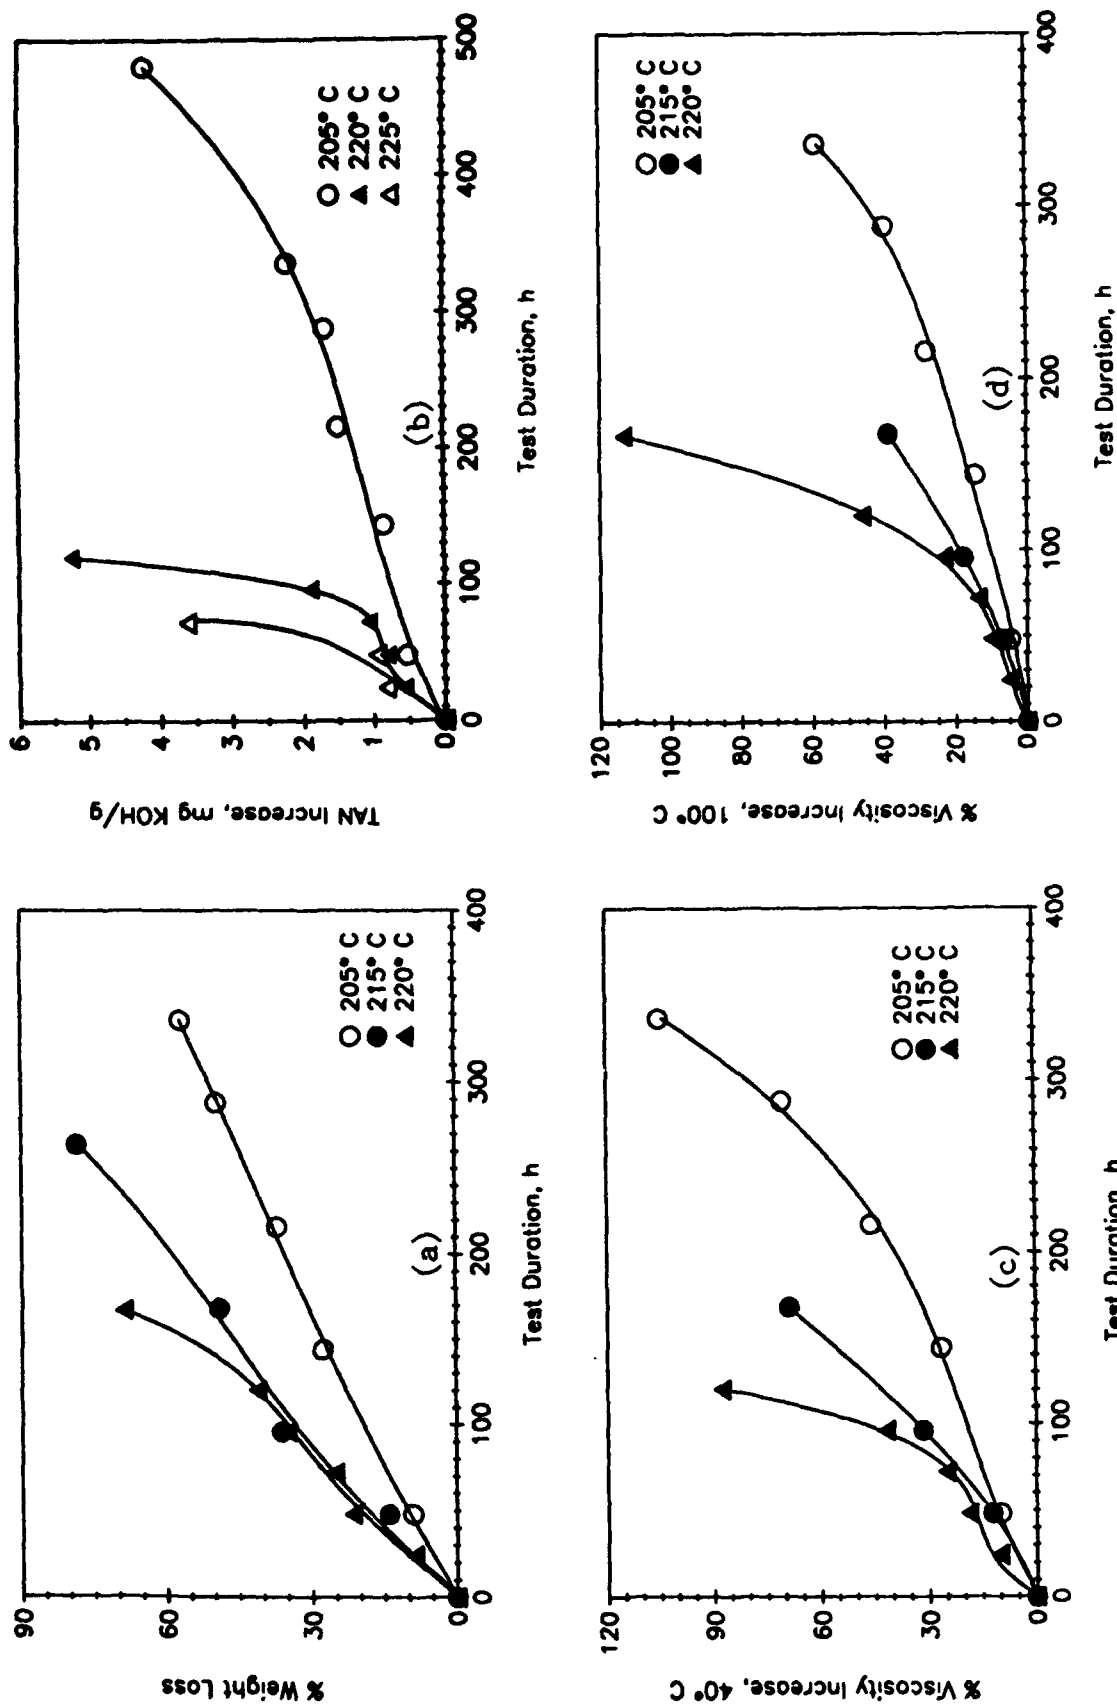 % Weight Loss
90
60
30
0
0
100
200
300
400
205° C
215° C
220° C
(a)
Test Duration, h
TAN Increase, mg KOH/g
6
5
4
3
2
1
0
0
100
200
300
400
500
205° C
220° C
225° C
(b)
Test Duration, h
% Viscosity Increase, 40° C
120
90
60
30
0
0
100
200
300
400
205° C
215° C
220° C
(c)
Test Duration, h
% Viscosity Increase, 100° C
120
100
80
60
40
20
0
0
100
200
300
400
205° C
215° C
220° C
(d)
Test Duration, h